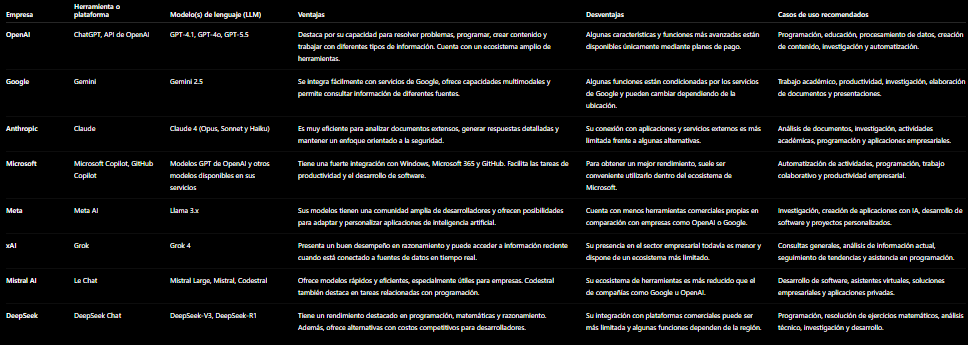 Empresa
Herramienta o
plataforma
Modelo(s) de lenguaje (LLM)
Ventajas
Desventajas
Casos de uso recomendados
OpenAI
ChatGPT, API de OpenAI
GPT-4.1, GPT-4o, GPT-5.5
Destaca por su capacidad para resolver problemas, programar, crear contenido y
trabajar con diferentes tipos de información. Cuenta con un ecosistema amplio de
herramientas.
Algunas características y funciones más avanzadas están
disponibles únicamente mediante planes de pago.
Programación, educación, procesamiento de datos, creación
de contenido, investigación y automatización.
Google
Gemini
Gemini 2.5
Se integra fácilmente con servicios de Google, ofrece capacidades multimodales y
permite consultar información de diferentes fuentes.
Algunas funciones están condicionadas por los servicios
de Google y pueden cambiar dependiendo de la
ubicación.
Trabajo académico, productividad, investigación, elaboración
de documentos y presentaciones.
Anthropic
Claude
Claude 4 (Opus, Sonnet y Haiku)
Es muy eficiente para analizar documentos extensos, generar respuestas detalladas y
mantener un enfoque orientado a la seguridad.
Su conexión con aplicaciones y servicios externos es más
limitada frente a algunas alternativas.
Análisis de documentos, investigación, actividades
académicas, programación y aplicaciones empresariales.
Microsoft
Microsoft Copilot, GitHub
Copilot
Modelos GPT de OpenAI y otros
modelos disponibles en sus
servicios
Tiene una fuerte integración con Windows, Microsoft 365 y GitHub. Facilita las tareas de
productividad y el desarrollo de software.
Para obtener un mejor rendimiento, suele ser
conveniente utilizarlo dentro del ecosistema de
Microsoft.
Automatización de actividades, programación, trabajo
colaborativo y productividad empresarial.
Meta
Meta AI
Llama 3.x
Sus modelos tienen una comunidad amplia de desarrolladores y ofrecen posibilidades
para adaptar y personalizar aplicaciones de inteligencia artificial.
Cuenta con menos herramientas comerciales propias en
comparación con empresas como OpenAI o Google.
Investigación, creación de aplicaciones con IA, desarrollo de
software y proyectos personalizados.
xAI
Grok
Grok 4
Presenta un buen desempeño en razonamiento y puede acceder a información reciente
cuando está conectado a fuentes de datos en tiempo real.
Su presencia en el sector empresarial todavía es menor y
dispone de un ecosistema más limitado.
Consultas generales, análisis de información actual,
seguimiento de tendencias y asistencia en programación.
Mistral AI
Le Chat
Mistral Large, Mistral, Codestral
Ofrece modelos rápidos y eficientes, especialmente útiles para empresas. Codestral
también destaca en tareas relacionadas con programación.
Su ecosistema de herramientas es más reducido que el
de compañías como Google u OpenAI.
Desarrollo de software, asistentes virtuales, soluciones
empresariales y aplicaciones privadas.
DeepSeek
DeepSeek Chat
DeepSeek-V3, DeepSeek-R1
Tiene un rendimiento destacado en programación, matemáticas y razonamiento.
Además, ofrece alternativas con costos competitivos para desarrolladores.
Su integración con plataformas comerciales puede ser
más limitada y algunas funciones dependen de la región.
Programación, resolución de ejercicios matemáticos, análisis
técnico, investigación y desarrollo.